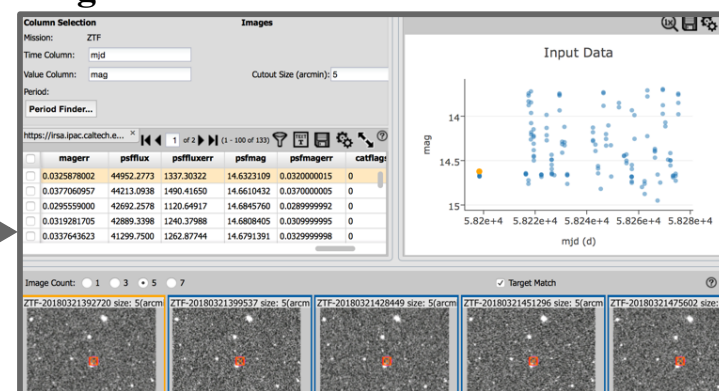 Column Selection
Images
Mission: ZTF
Time Column: mjd
Value Column: mag
Cutout Size (arcmin): 5
Period:
Period Finder...
https://irsa.ipac.caltech.e... × 1 of 2 (1 - 100 of 133) TEXT
magerr psfflux psffluxerr psfmag psfmagerr catflags
0.0325878002 44952.2773 1337.30322 14.6323109 0.0320000015 0
0.0377060957 44213.0938 1490.41650 14.6610432 0.0370000005 0
0.0295559000 42692.2578 1120.64917 14.6845760 0.0289999992 0
0.0319281705 42889.3398 1240.37988 14.6808405 0.0309999995 0
0.0337643623 41299.7500 1262.87744 14.6791391 0.0329999998 0
1x
Input Data
mag
14
14.5
15
5.82e+4 5.822e+4 5.824e+4 5.826e+4 5.828e+4
mjd (d)
Image Count: 1 3 5 7
Target Match
ZTF-20180321392720 size: 5(arcm
ZTF-20180321399537 size: 5(arcm
ZTF-20180321428449 size: 5(arcm
ZTF-20180321451296 size: 5(arcm
ZTF-20180321475602 size: